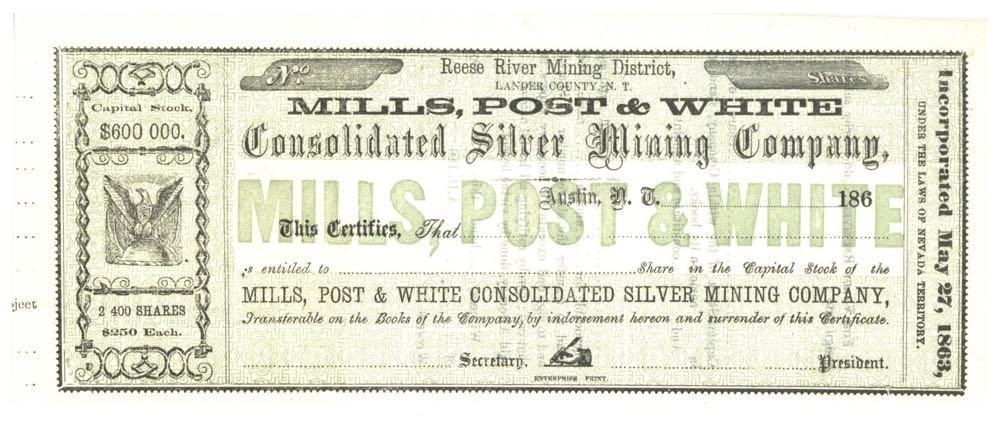 Capital Stock.
$600 000.
2 400 SHARES
$250 Each.
No
Reese River Mining District,
LANDER COUNTY, N. T.
Shares
MILLS, POST & WHITE
Consolidated Silver Mining Company,
MILLS, POST & WHITE
Austin, N. T. 186
This Certifies, That
is entitled to Share in the Capital Stock of the
MILLS, POST & WHITE CONSOLIDATED SILVER MINING COMPANY,
Transferable on the Books of the Company, by indorsement hereon and surrender of this Certificate.
Secretary. President.
ENTERPRISE PRINT.
Incorporated May 27, 1863,
UNDER THE LAWS OF NEVADA TERRITORY.